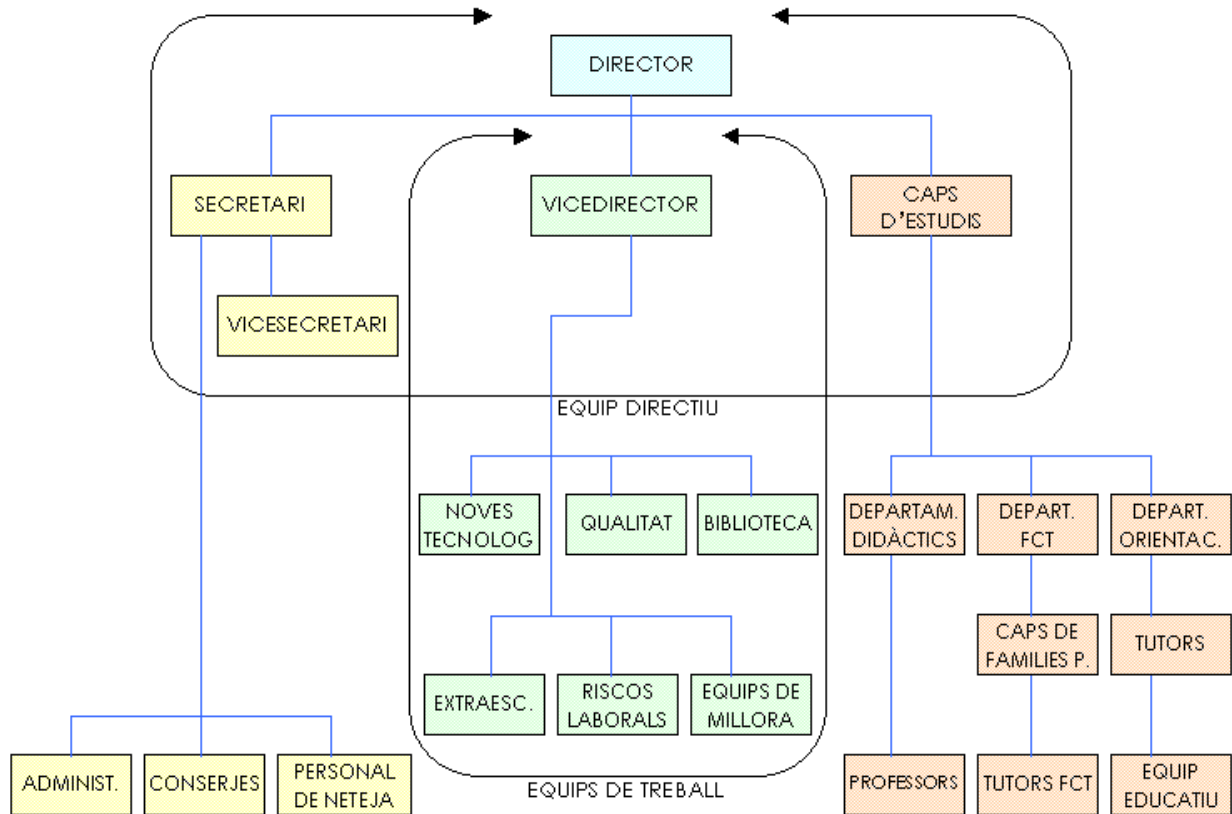 DIRECTOR
SECRETARI
VICEDIRECTOR
CAPS
D'ESTUDIS
VICESECRETARI
EQUIP DIRECTIU
NOVES
TECNOLOG
QUALITAT
BIBLIOTECA
DEPARTAM.
DIDÀCTICS
DEPART.
FCT
DEPART.
ORIENTAC.
CAPS DE
FAMILIES P.
TUTORS
EXTRAESC.
RISCOS
LABORALS
EQUIPS DE
MILLORA
ADMINIST.
CONSERJES
PERSONAL
DE NETEJA
EQUIPS DE TREBALL
PROFESSORS
TUTORS FCT
EQUIP
EDUCATIU